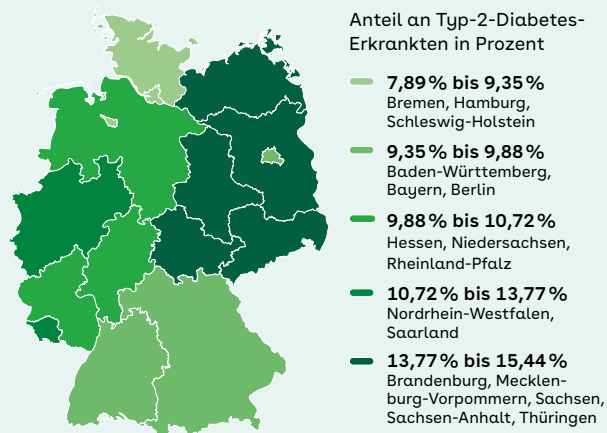 Anteil an Typ-2-Diabetes-
Erkrankten in Prozent
7,89 % bis 9,35 %
Bremen, Hamburg,
Schleswig-Holstein
9,35 % bis 9,88 %
Baden-Württemberg,
Bayern, Berlin
9,88 % bis 10,72 %
Hessen, Niedersachsen,
Rheinland-Pfalz
10,72 % bis 13,77 %
Nordrhein-Westfalen,
Saarland
13,77 % bis 15,44 %
Brandenburg, Mecklen-
burg-Vorpommern, Sachsen,
Sachsen-Anhalt, Thüringen